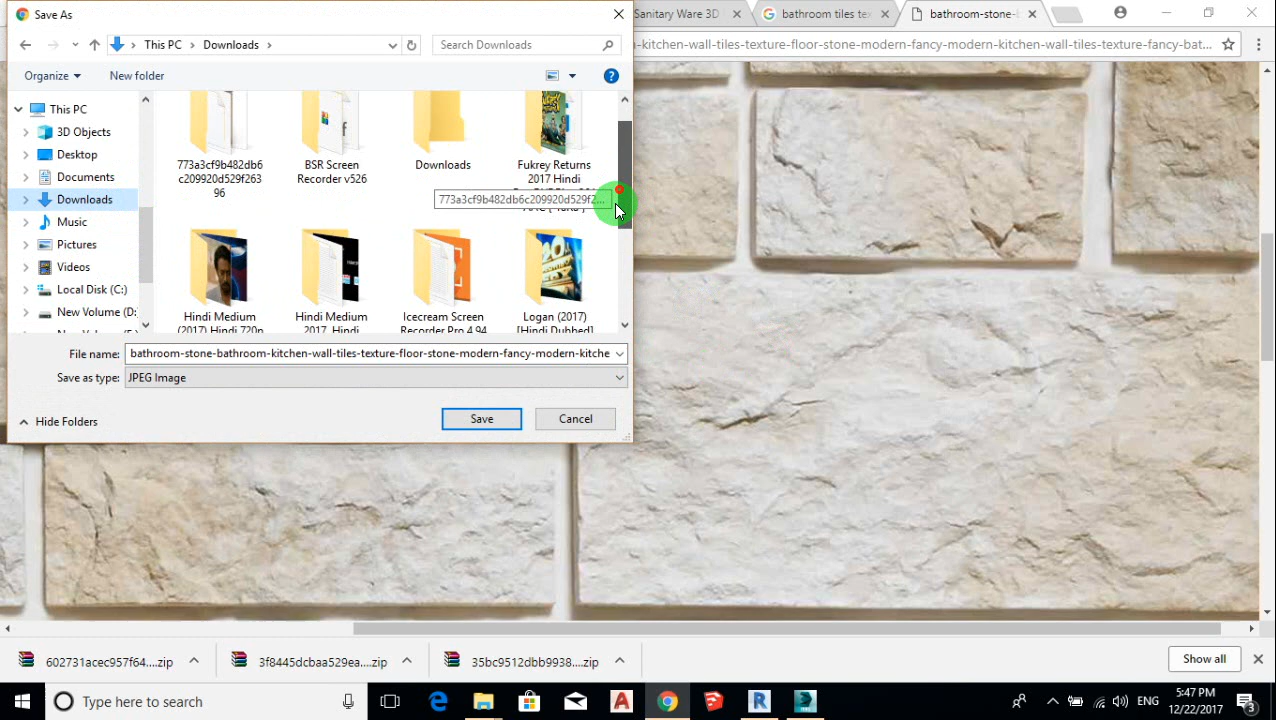 Save As
Sanitary Ware 3D
bathroom tiles te
bathroom-stone-
This PC
Downloads
Search Downloads
-kitchen-wall-tiles-texture-floor-stone-modern-fancy-modern-kitchen-wall-tiles-texture-fancy-bat...
Organize
New folder
This PC
3D Objects
Desktop
Documents
Downloads
Music
Pictures
Videos
Local Disk (C:)
New Volume (D:
773a3cf9b482db6
c209920d529f263
96
BSR Screen
Recorder v526
Downloads
Fukrey Returns
2017 Hindi
773a3cf9b482db6c209920d529f2...
Hindi Medium
(2017) Hindi 720p
Hindi Medium
2017 Hindi
Icecream Screen
Recorder Pro 4.94
Logan (2017)
[Hindi Dubbed]
File name:
bathroom-stone-bathroom-kitchen-wall-tiles-texture-floor-stone-modern-fancy-modern-kitche
Save as type:
JPEG Image
Hide Folders
Save
Cancel
602731acec957f64....zip
3f8445dcbaa529ea....zip
35bc9512dbb9938....zip
Show all
Type here to search
ENG
5:47 PM
12/22/2017
3